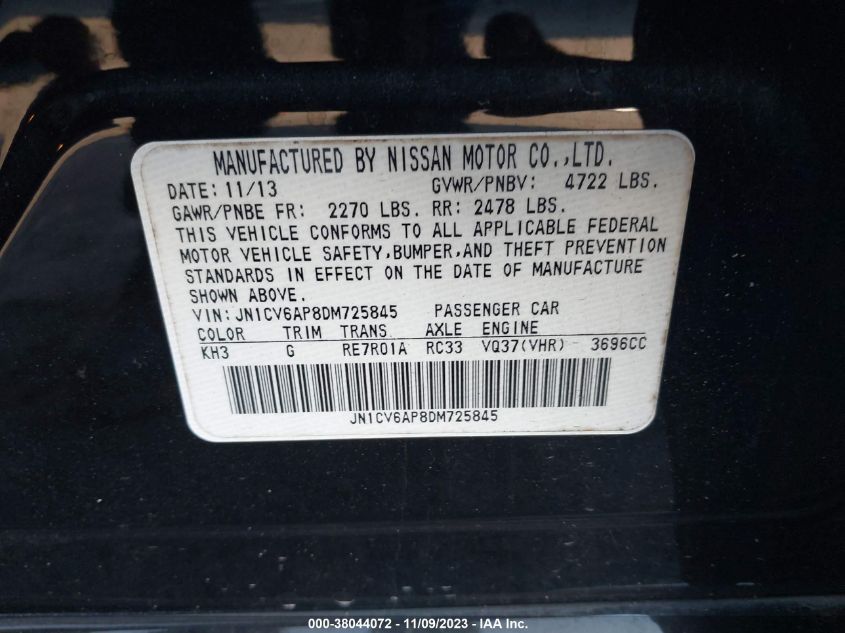 MANUFACTURED BY NISSAN MOTOR CO.,LTD.
DATE: 11/13 GVWR/PNBV: 4722 LBS.
GAWR/PNBE FR: 2270 LBS. RR: 2478 LBS.
THIS VEHICLE CONFORMS TO ALL APPLICABLE FEDERAL
MOTOR VEHICLE SAFETY,BUMPER,AND THEFT PREVENTION
STANDARDS IN EFFECT ON THE DATE OF MANUFACTURE
SHOWN ABOVE.
VIN: JN1CV6AP8DM725845 PASSENGER CAR
COLOR TRIM TRANS AXLE ENGINE
KH3 G RE7R01A RC33 VQ37(VHR) 3696CC
JN1CV6AP8DM725845
000-38044072 - 11/09/2023 - IAA Inc.